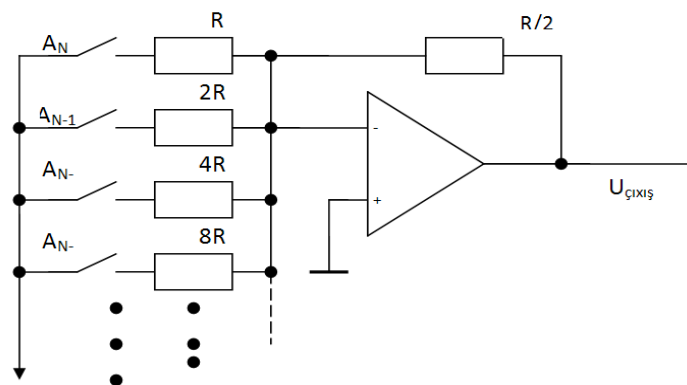 R
R/2
A_N
2R
A_N-1
-
4R
A_N-
+
U_çıxış
8R
A_N-